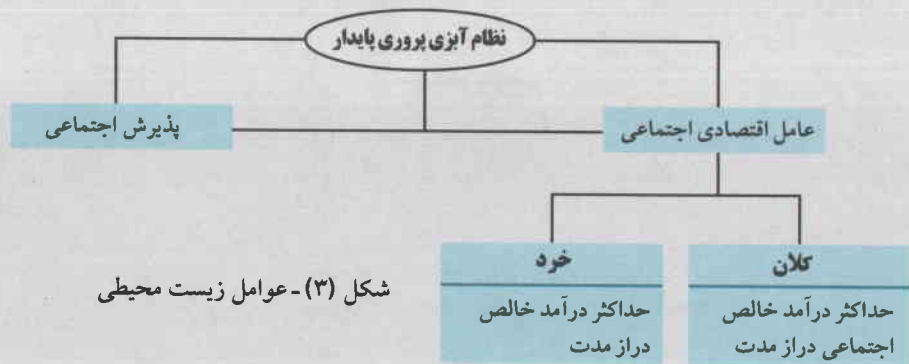 نظام آبزی پروری پایدار
عامل اقتصادی اجتماعی
پذیرش اجتماعی
کلان
حداکثر درآمد خالص
اجتماعی دراز مدت
خرد
حداکثر درآمد خالص
دراز مدت
شکل (۳) - عوامل زیست محیطی